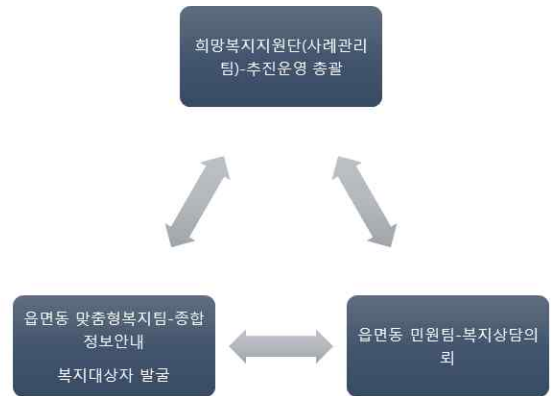 희망복지지원단(사례관리
팀)-추진운영 총괄
읍면동 맞춤형복지팀-종합
정보안내
복지대상자 발굴
읍면동 민원팀-복지상담의
뢰